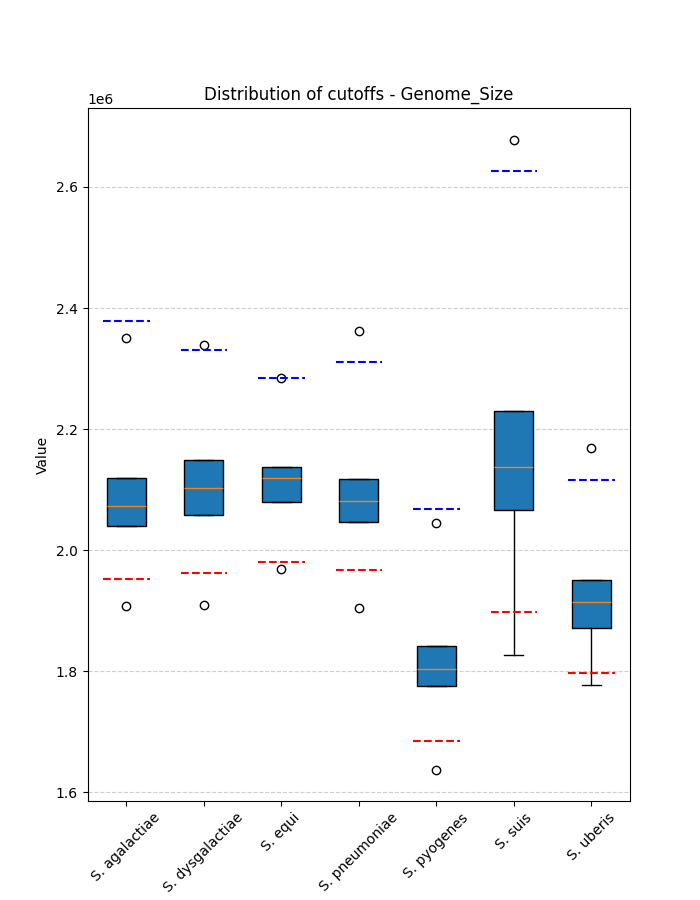 Distribution of cutoffs - Genome_Size
1e6
2.6
2.4
2.2
2.0
1.8
1.6
Value
S. agalactiae
S. dysgalactiae
S. equi
S. pneumoniae
S. pyogenes
S. suis
S. uberis